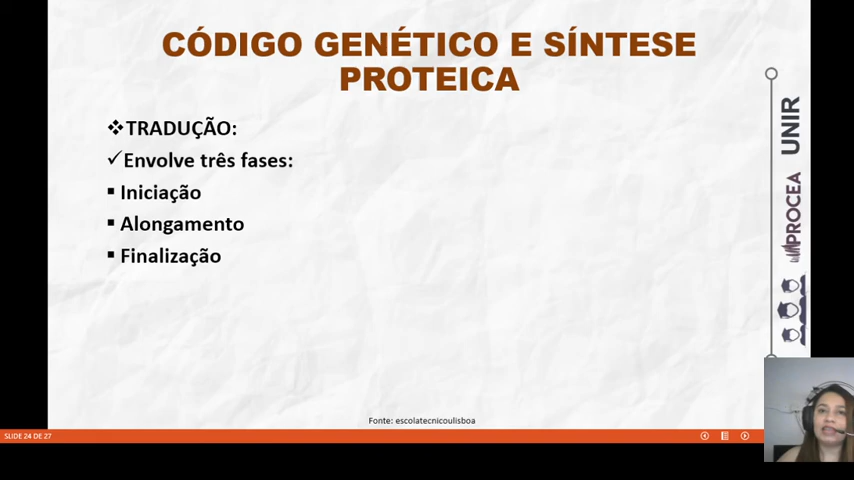 CÓDIGO GENÉTICO E SÍNTESE
PROTEICA
❖TRADUÇÃO:
✓Envolve três fases:
▪ Iniciação
▪ Alongamento
▪ Finalização
UNIR
PROCEA
Fonte: escolatecnicoulisboa
SLIDE 24 DE 27